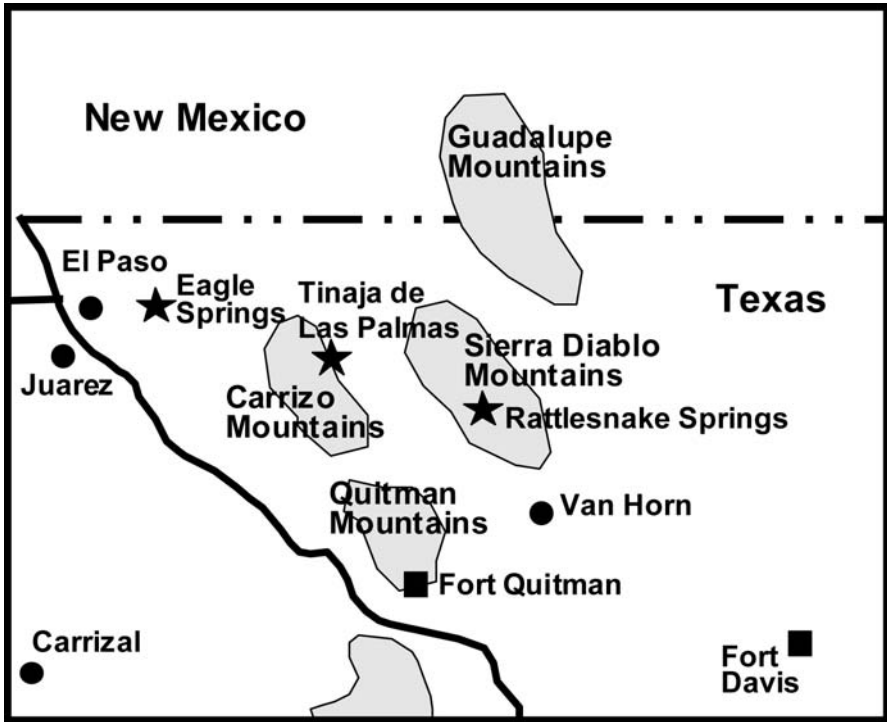 New Mexico
Guadalupe
Mountains
El Paso
Eagle
Springs
Tinaja de
Las Palmas
Texas
Sierra Diablo
Mountains
Juarez
Carrizo
Mountains
Rattlesnake Springs
Quitman
Mountains
Van Horn
Fort Quitman
Carrizal
Fort
Davis